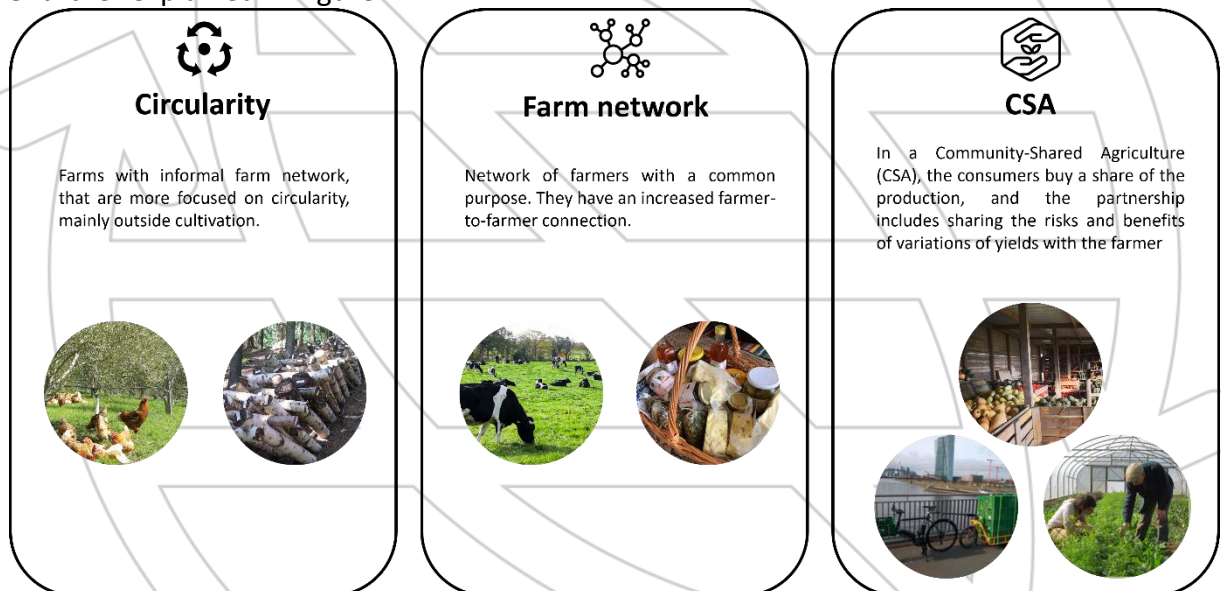 Circularity
Farms with informal farm network,
that are more focused on circularity,
mainly outside cultivation.
Farm network
Network of farmers with a common
purpose. They have an increased farmer-
to-farmer connection.
CSA
In a Community-Shared Agriculture
(CSA), the consumers buy a share of the
production, and the partnership
includes sharing the risks and benefits
of variations of yields with the farmer